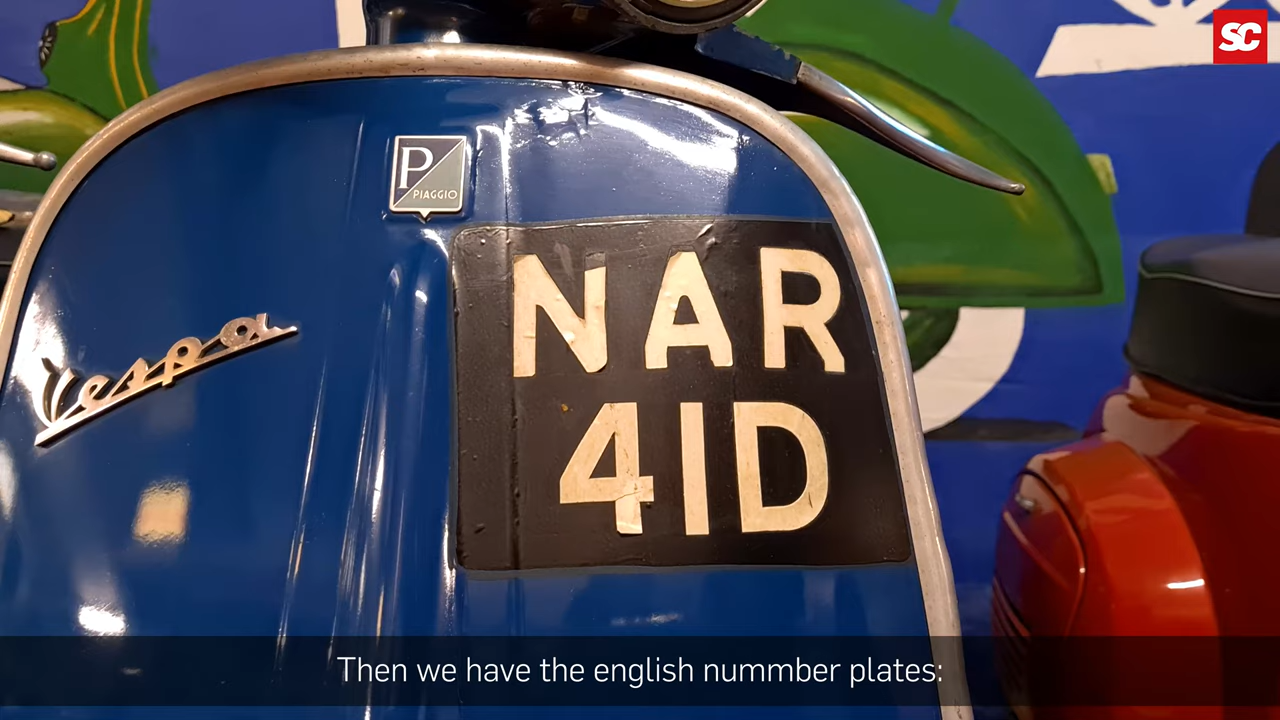 SC
P
PIAGGIO
Vespa
NAR
41D
Then we have the english nummber plates: